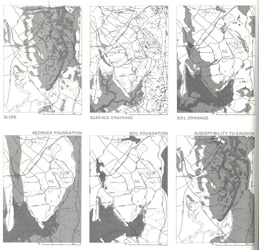 SLOPE
SURFACE DRAINAGE
SOIL DRAINAGE
BEDROCK FOUNDATION
SOIL FOUNDATION
SUSCEPTIBILITY TO EROSION